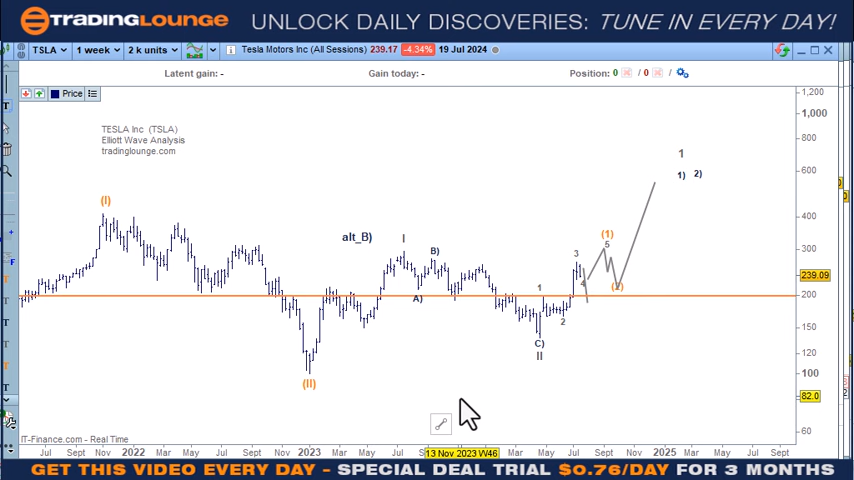 TRADINGLOUNGE UNLOCK DAILY DISCOVERIES: TUNE IN EVERY DAY!
TSLA 1 week 2 k units Tesla Motors Inc (All Sessions) 239.17 -4.34% 19 Jul 2024
Latent gain: - Gain today: - Position: 0 / 0
Price
1,200
1,000
800
600
400
300
239.09
200
150
120
100
82.0
60
TESLA Inc (TSLA)
Elliott Wave Analysis
tradinglounge.com
1
1) 2)
(I)
alt_B)
I
B)
A)
(1)
5
3
4
(2)
1
2
C)
II
(II)
IT-Finance.com - Real Time
Jul Sept 2022 Mar May Jul Sept Nov 2023 Mar May Jul 13 Nov 2023 W46 Mar May Jul Sept Nov 2025 Mar May Jul Sept
GET THIS VIDEO EVERY DAY - SPECIAL DEAL TRIAL $0.76/DAY FOR 3 MONTHS